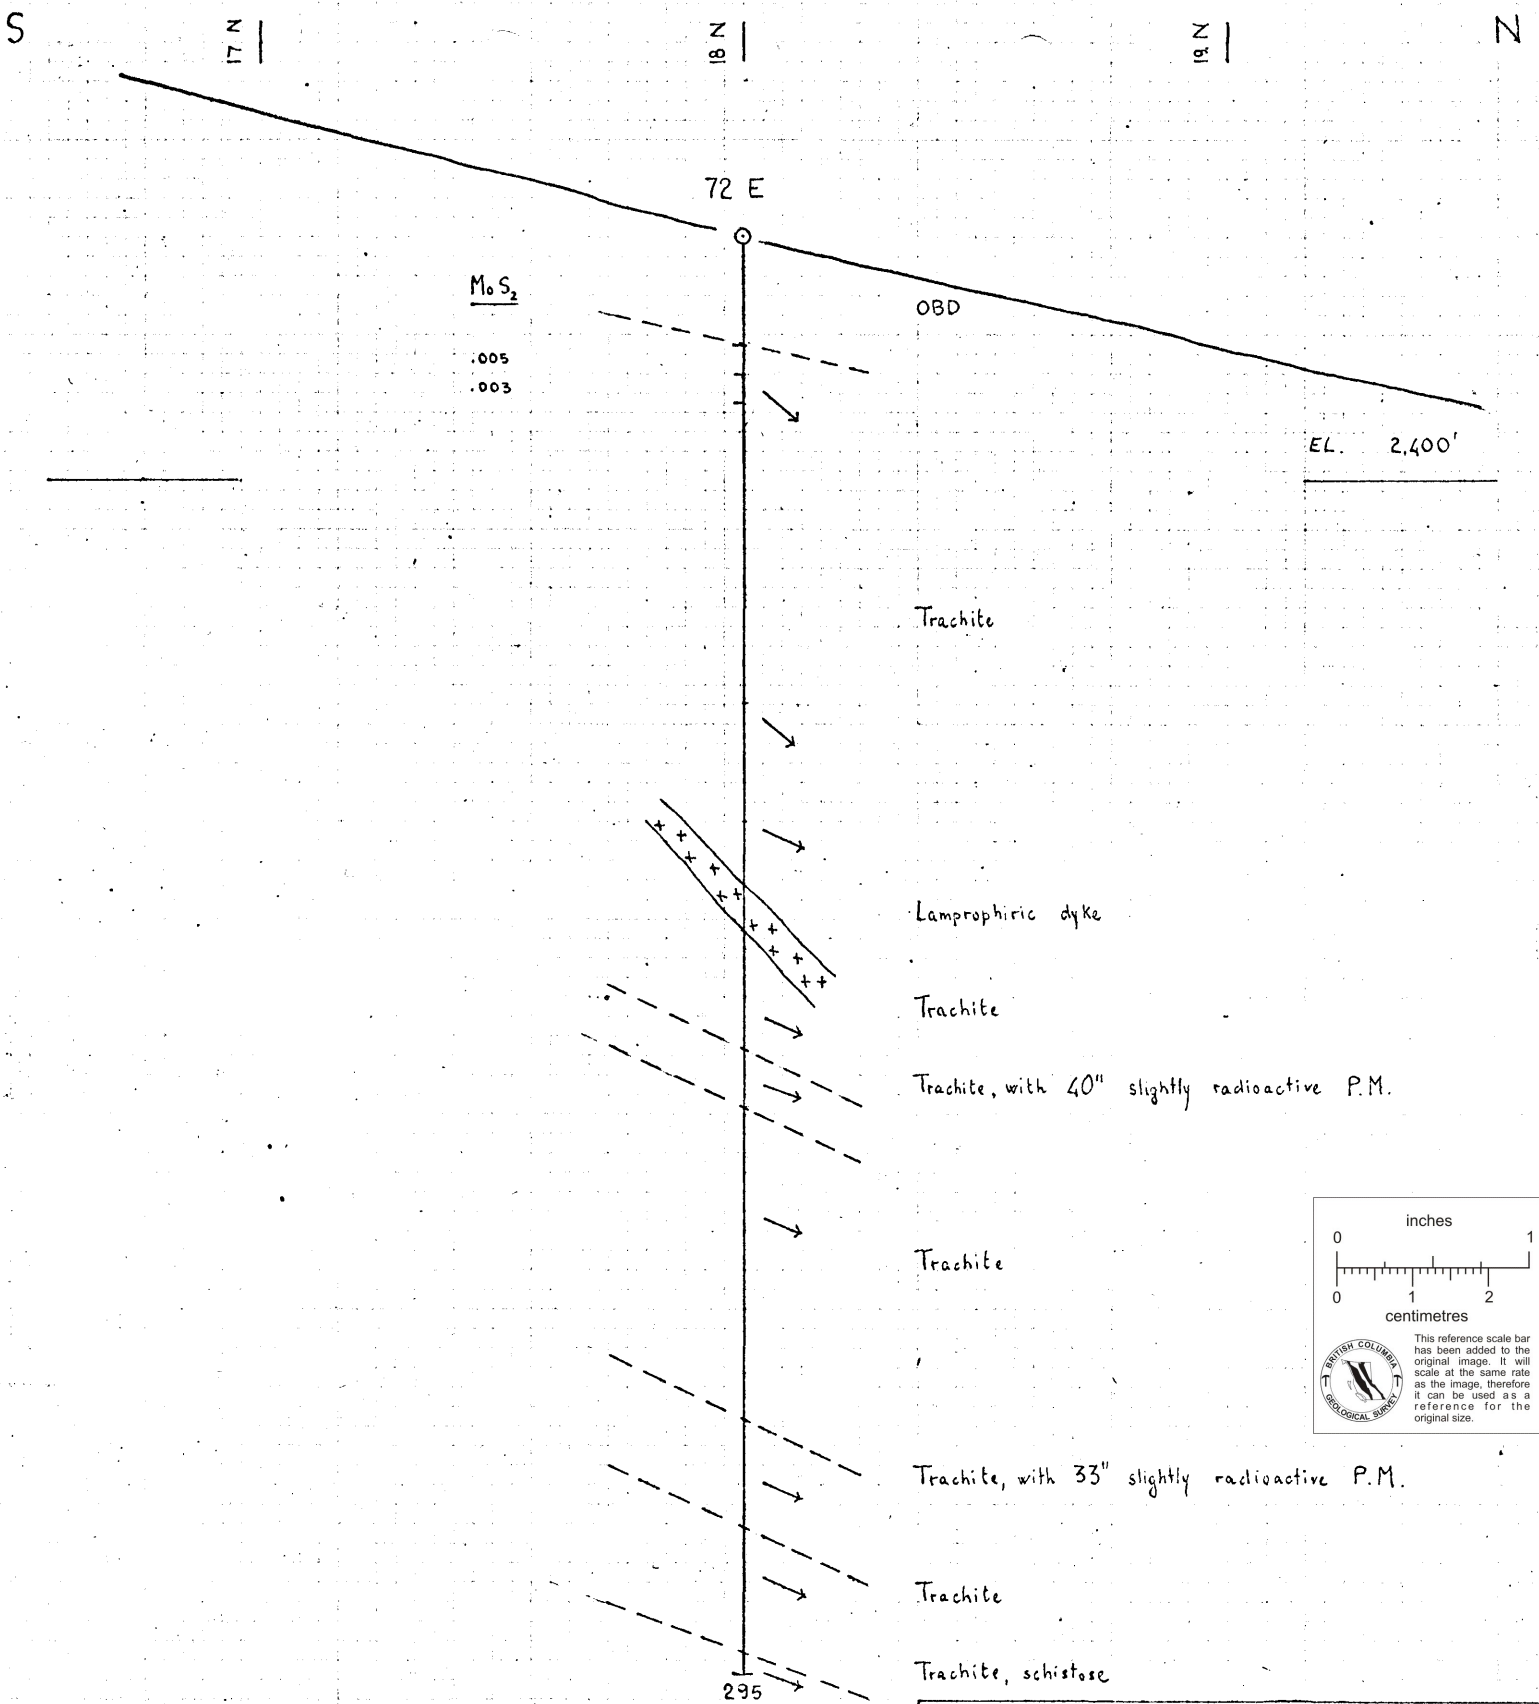 S
17 N
18 N
19 N
N
72 E
MoS₂
OBD
.005
.003
EL. 2,400'
Trachite
Lamprophiric dyke
Trachite
Trachite, with 40" slightly radioactive P.M.
Trachite
inches
0 1
0 1 2
centimetres
This reference scale bar
has been added to the
original image. It will
scale at the same rate
as the image, therefore
it can be used as a
reference for the
original size.
BRITISH COLUMBIA
GEOLOGICAL SURVEY
Trachite, with 33" slightly radioactive P.M.
Trachite
Trachite, schistose
295